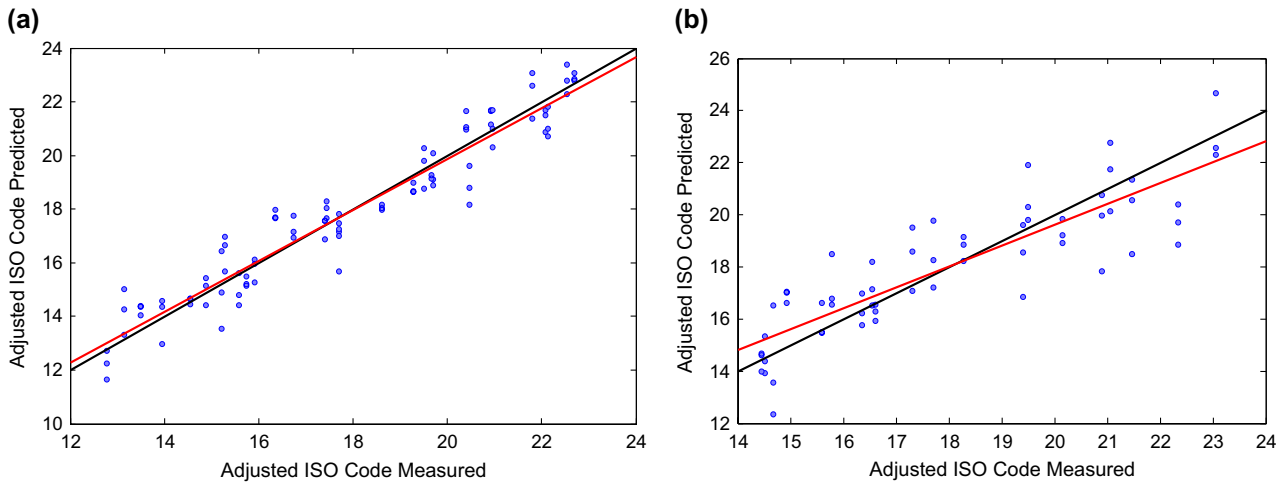 (a)
24
22
20
18
16
14
12
10
Adjusted ISO Code Predicted
12 14 16 18 20 22 24
Adjusted ISO Code Measured
(b)
26
24
22
20
18
16
14
12
Adjusted ISO Code Predicted
14 15 16 17 18 19 20 21 22 23 24
Adjusted ISO Code Measured